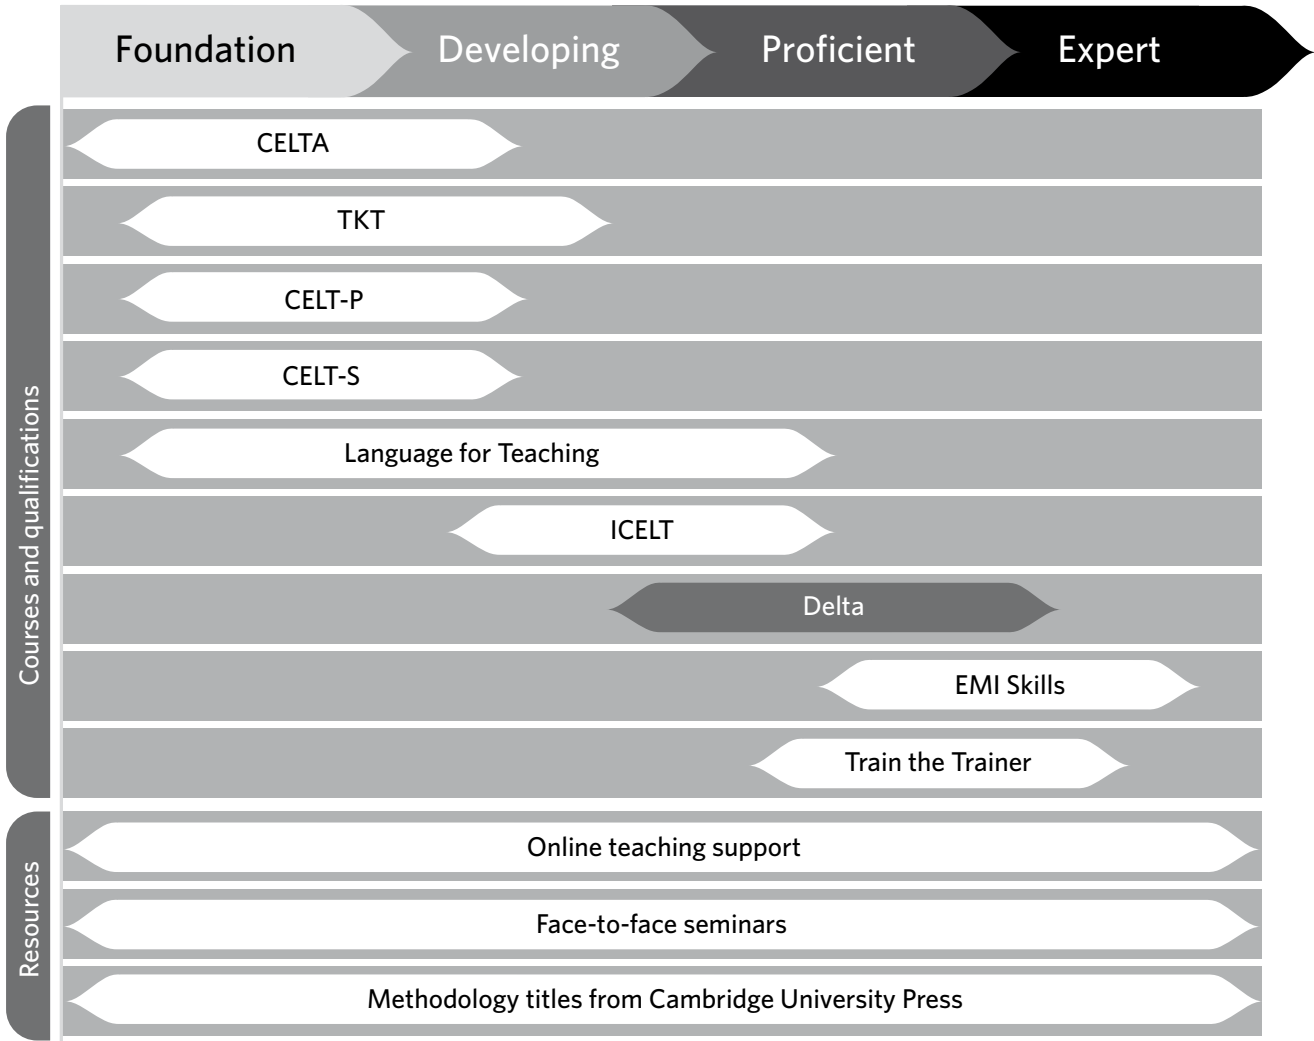 Foundation
Developing
Proficient
Expert
Courses and qualifications
CELTA
TKT
CELT-P
CELT-S
Language for Teaching
ICELT
Delta
EMI Skills
Train the Trainer
Resources
Online teaching support
Face-to-face seminars
Methodology titles from Cambridge University Press